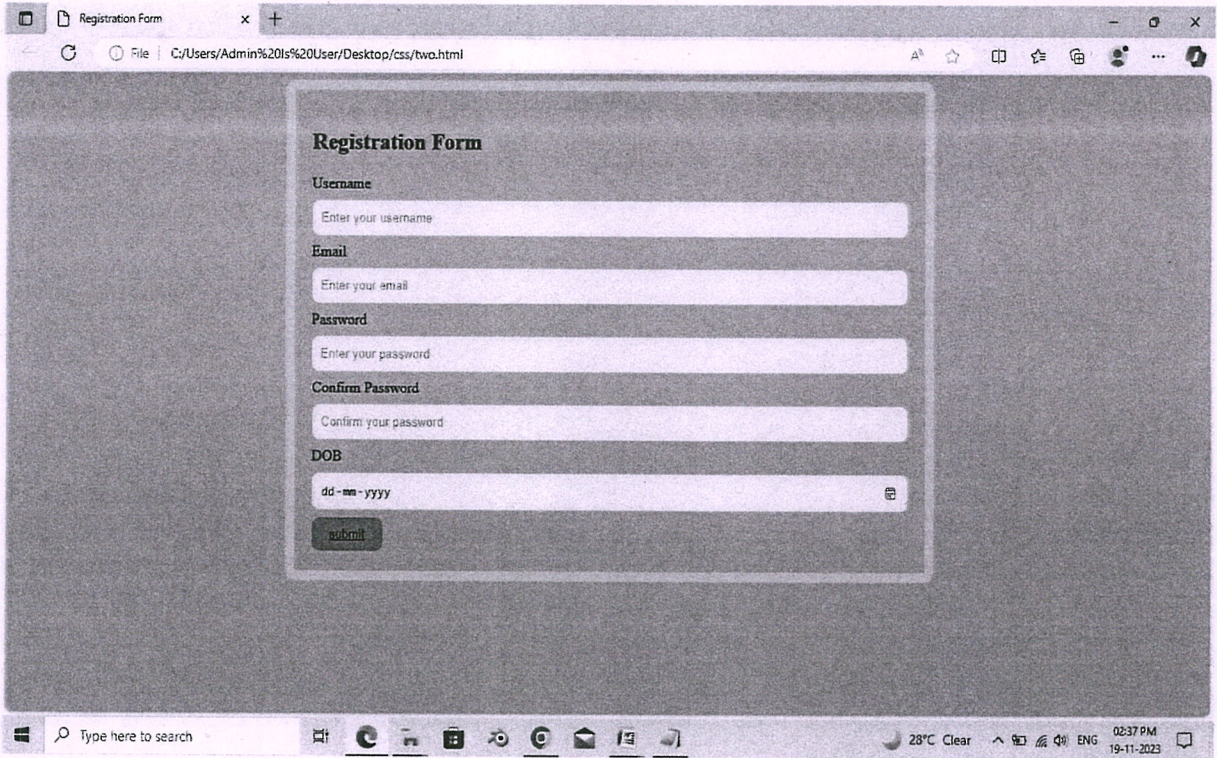 Registration Form
File C:/Users/Admin%20Is%20User/Desktop/css/two.html
Registration Form
Username
Enter your username
Email
Enter your email
Password
Enter your password
Confirm Password
Confirm your password
DOB
dd-mm-yyyy
submit
Type here to search
28°C Clear
ENG
02:37 PM
19-11-2023